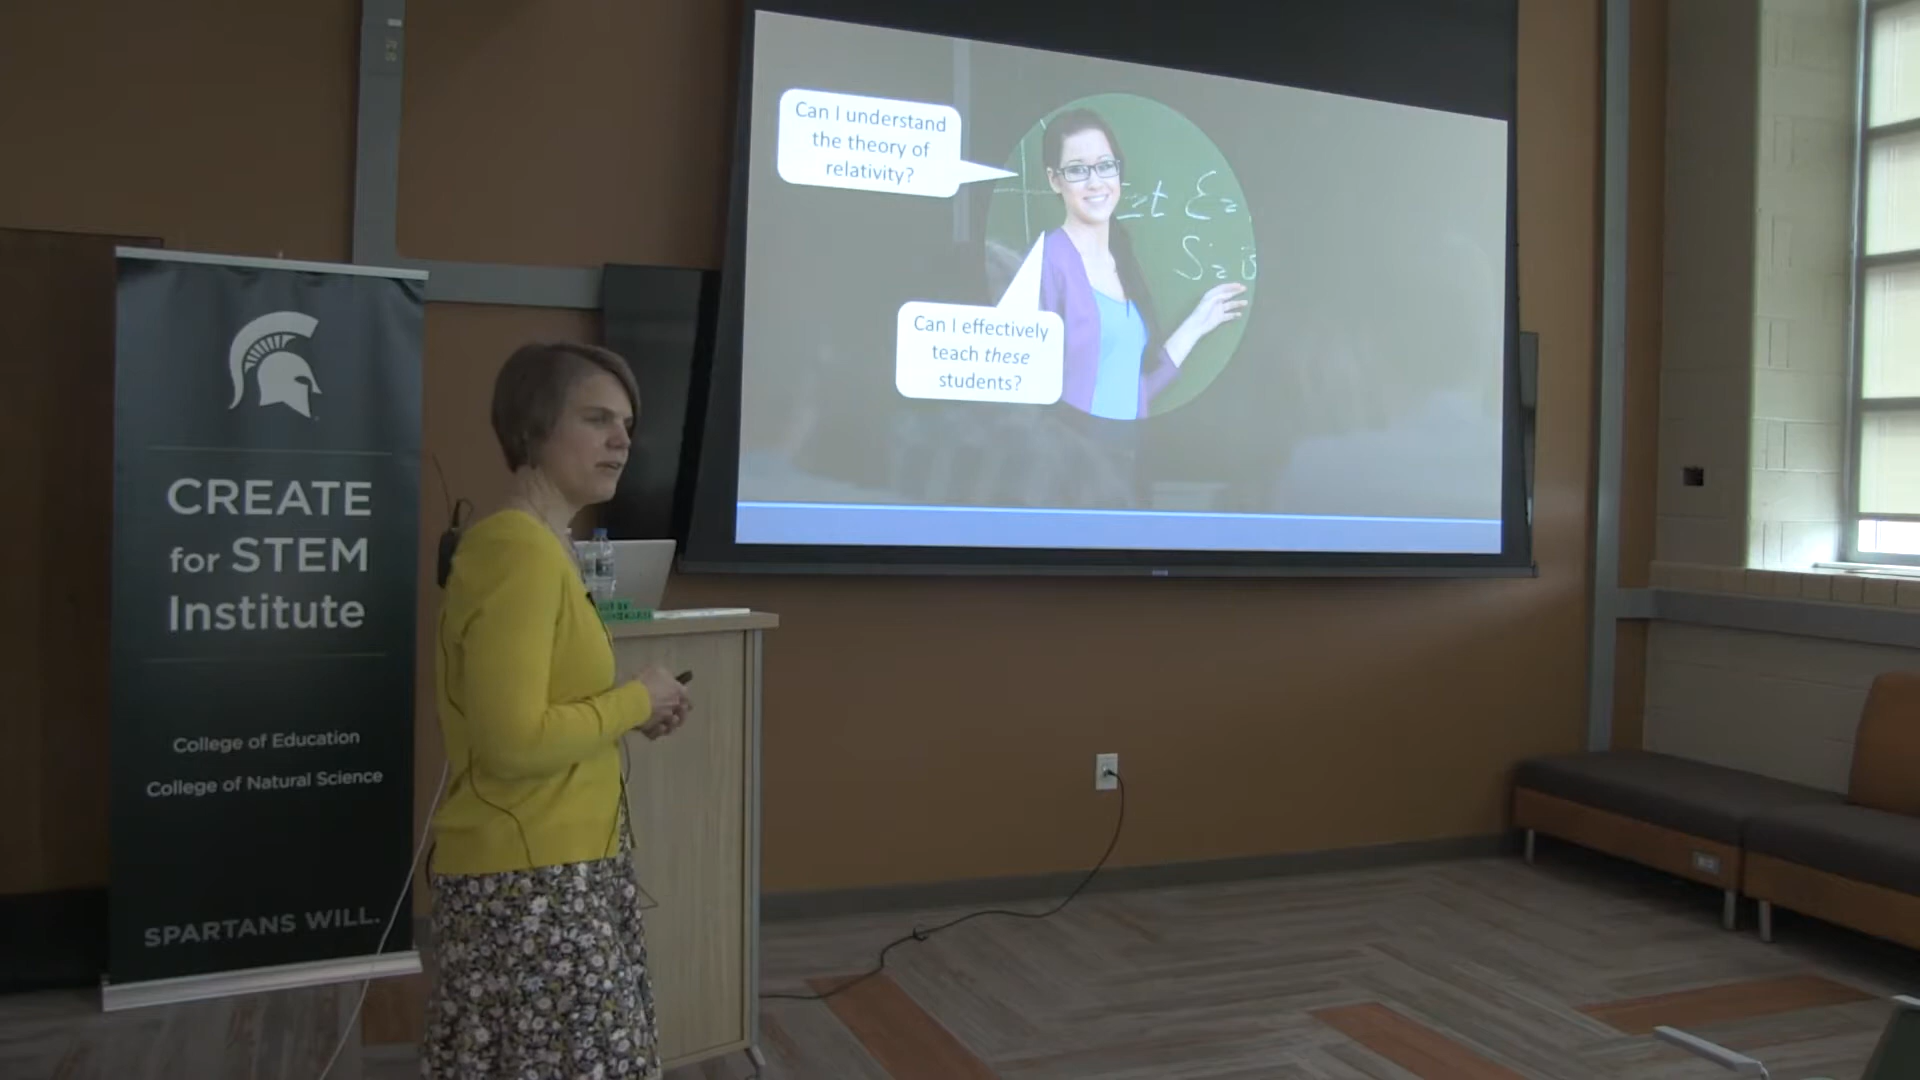 Can I understand
the theory of
relativity?
Can I effectively
teach these
students?
CREATE
for STEM
Institute
College of Education
College of Natural Science
SPARTANS WILL.